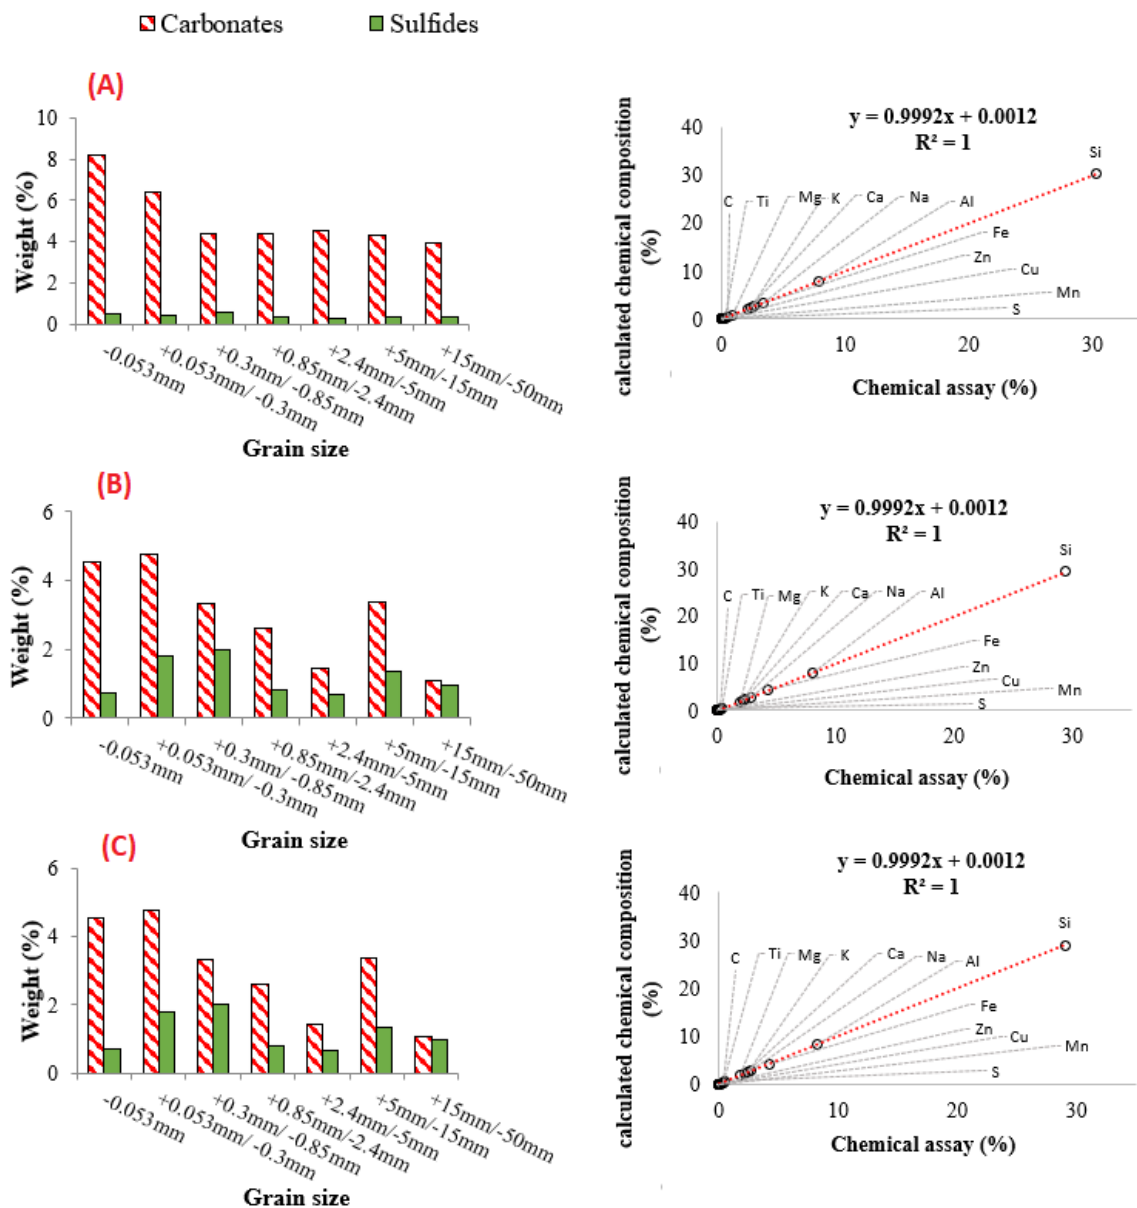 Carbonates
Sulfides
(A)
10
8
6
4
2
0
Weight (%)
-0.053mm
+0.053mm/ -0.3mm
+0.3mm/ -0.85mm
+0.85mm/-2.4mm
+2.4mm/-5mm
+5mm/-15mm
+15mm/-50mm
Grain size
calculated chemical composition
(%)
y = 0.9992x + 0.0012
R² = 1
40
30
20
10
0
C
Ti
Mg
K
Ca
Na
Al
Si
Fe
Zn
Cu
Mn
S
0
10
20
30
Chemical assay (%)
(B)
6
4
2
0
Weight (%)
-0.053mm
+0.053mm/ -0.3mm
+0.3mm/ -0.85mm
+0.85mm/-2.4mm
+2.4mm/-5mm
+5mm/-15mm
+15mm/-50mm
Grain size
calculated chemical composition
(%)
y = 0.9992x + 0.0012
R² = 1
40
30
20
10
0
C
Ti
Mg
K
Ca
Na
Al
Si
Fe
Zn
Cu
Mn
S
0
10
20
30
Chemical assay (%)
(C)
6
4
2
0
Weight (%)
-0.053mm
+0.053mm/ -0.3mm
+0.3mm/ -0.85mm
+0.85mm/-2.4mm
+2.4mm/-5mm
+5mm/-15mm
+15mm/-50mm
Grain size
calculated chemical composition
(%)
y = 0.9992x + 0.0012
R² = 1
40
30
20
10
0
C
Ti
Mg
K
Ca
Na
Al
Si
Fe
Zn
Cu
Mn
S
0
10
20
30
Chemical assay (%)